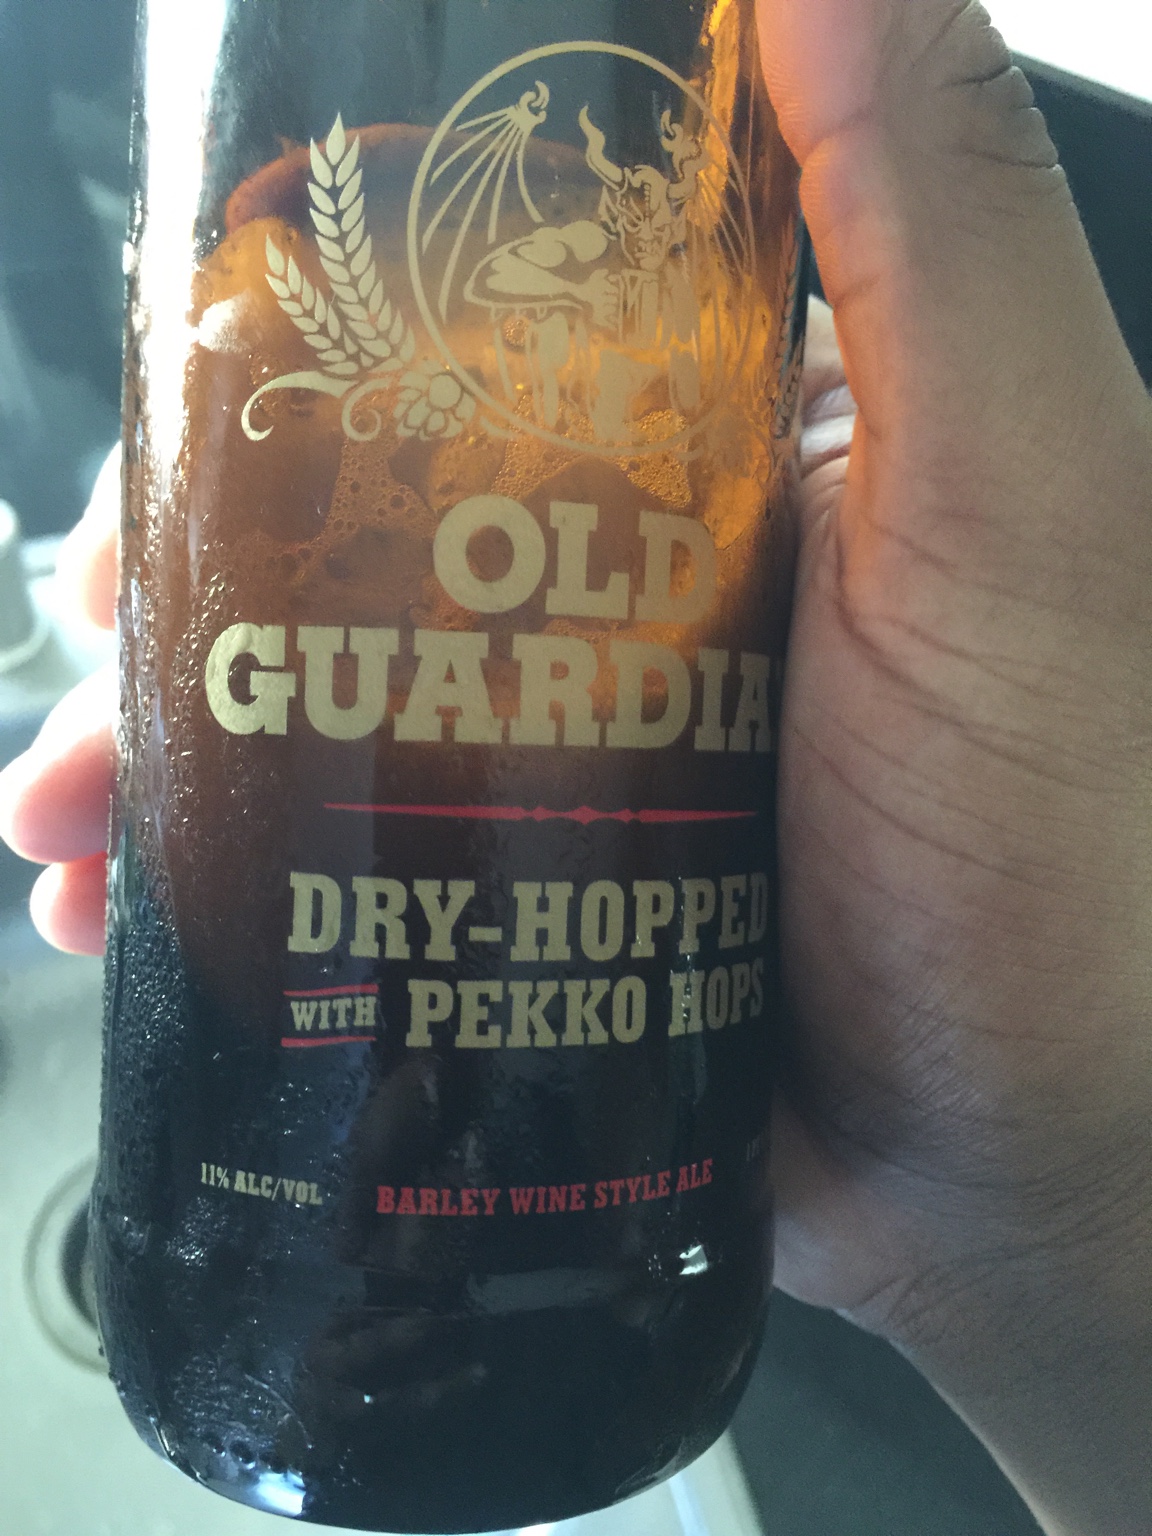 OLD
GUARDIA
DRY-HOPPED
WITH PEKKO HOPS
11% ALC/VOL BARLEY WINE STYLE ALE